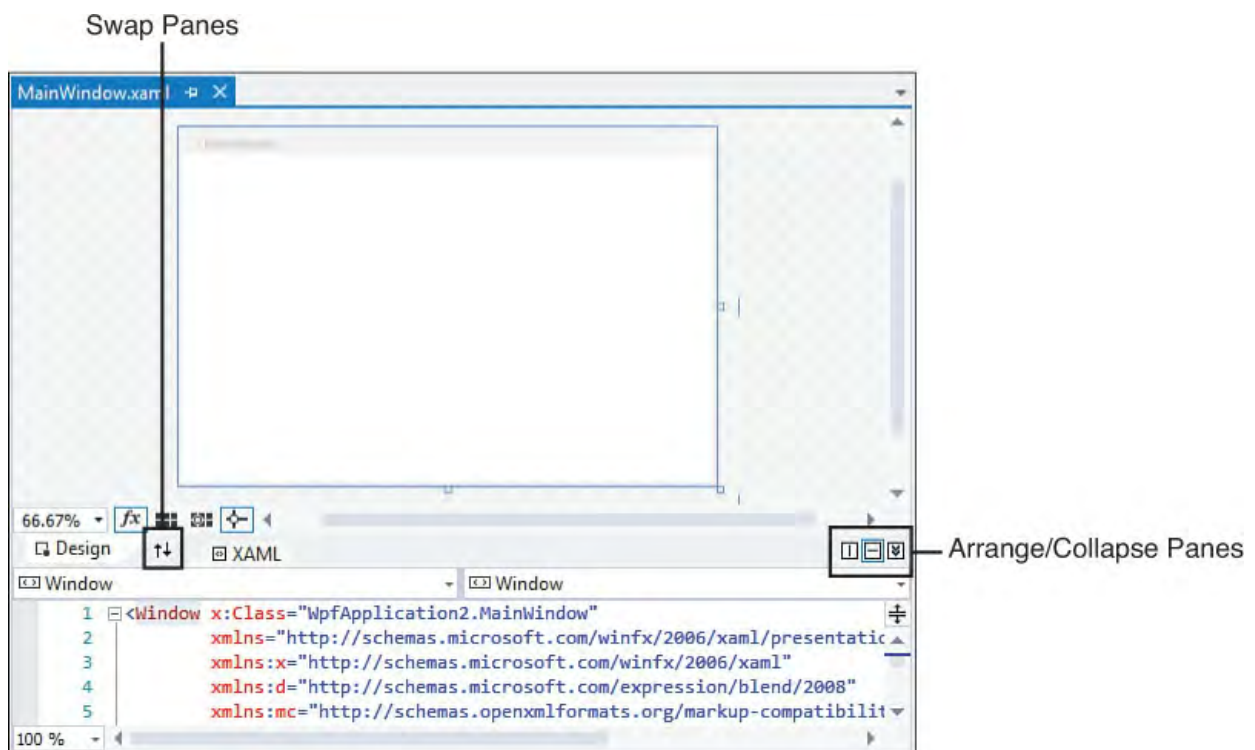 Swap Panes
MainWindow.xaml
66.67%
fx
Design
XAML
Arrange/Collapse Panes
Window
Window
1 <Window x:Class="WpfApplication2.MainWindow"
2 xmlns="http://schemas.microsoft.com/winfx/2006/xaml/presentatic
3 xmlns:x="http://schemas.microsoft.com/winfx/2006/xaml"
4 xmlns:d="http://schemas.microsoft.com/expression/blend/2008"
5 xmlns:mc="http://schemas.openxmlformats.org/markup-compatibilit
100 %